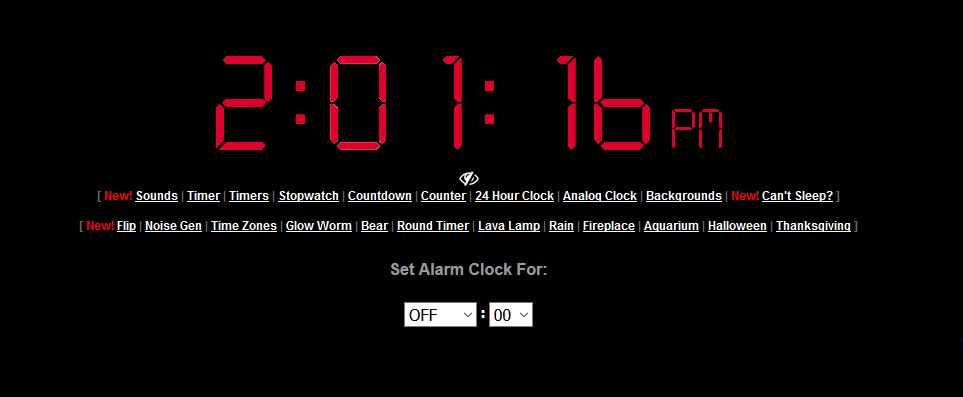 2:01:16 PM
[ New! Sounds | Timer | Timers | Stopwatch | Countdown | Counter | 24 Hour Clock | Analog Clock | Backgrounds | New! Can't Sleep? ]
[ New! Flip | Noise Gen | Time Zones | Glow Worm | Bear | Round Timer | Lava Lamp | Rain | Fireplace | Aquarium | Halloween | Thanksgiving ]
Set Alarm Clock For:
OFF : 00